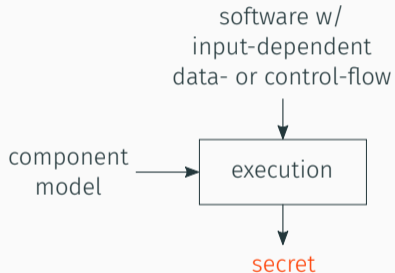 software w/
input-dependent
data- or control-flow
component
model
execution
secret